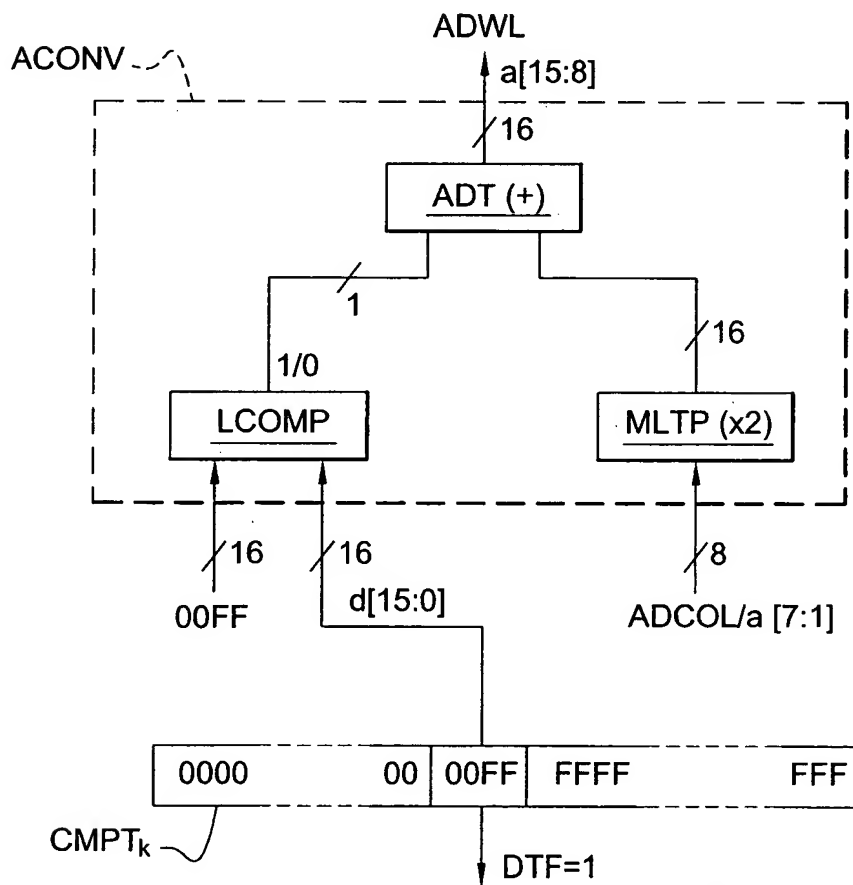 ADWL
ACONV
a[15:8]
16
ADT (+)
1
16
1/0
LCOMP
MLTP (x2)
16
16
8
d[15:0]
00FF
ADCOL/a [7:1]
0000 00 00FF FFFF FFF
CMPTk
DTF=1